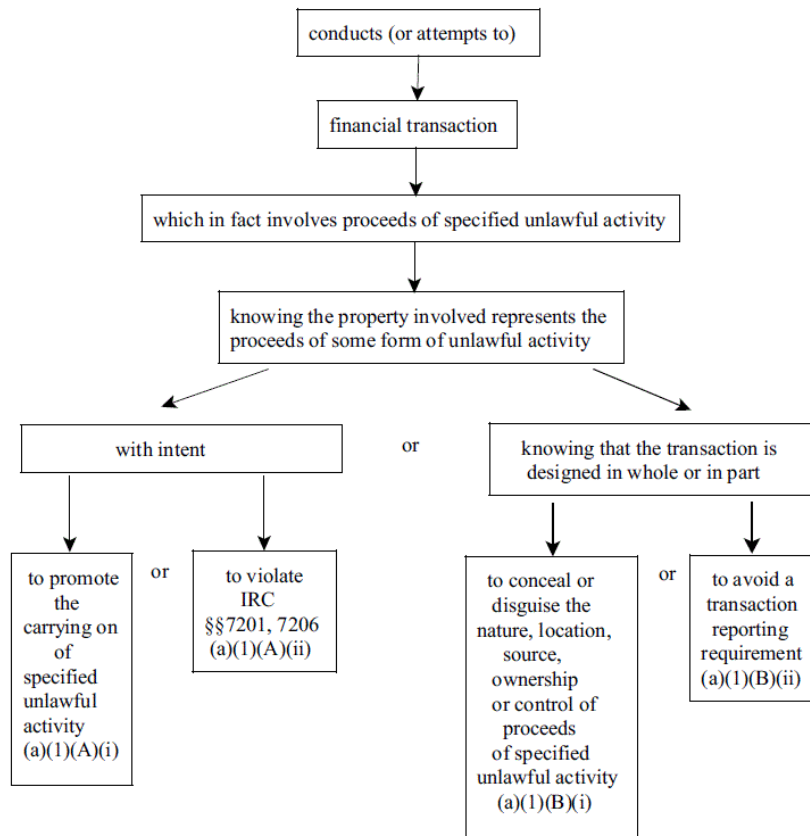 conducts (or attempts to)
financial transaction
which in fact involves proceeds of specified unlawful activity
knowing the property involved represents the
proceeds of some form of unlawful activity
with intent
or
knowing that the transaction is
designed in whole or in part
to promote
the
carrying on
of
specified
unlawful
activity
(a)(1)(A)(i)
or
to violate
IRC
§§7201, 7206
(a)(1)(A)(ii)
to conceal or
disguise the
nature, location,
source,
ownership
or control of
proceeds
of specified
unlawful activity
(a)(1)(B)(i)
or
to avoid a
transaction
reporting
requirement
(a)(1)(B)(ii)